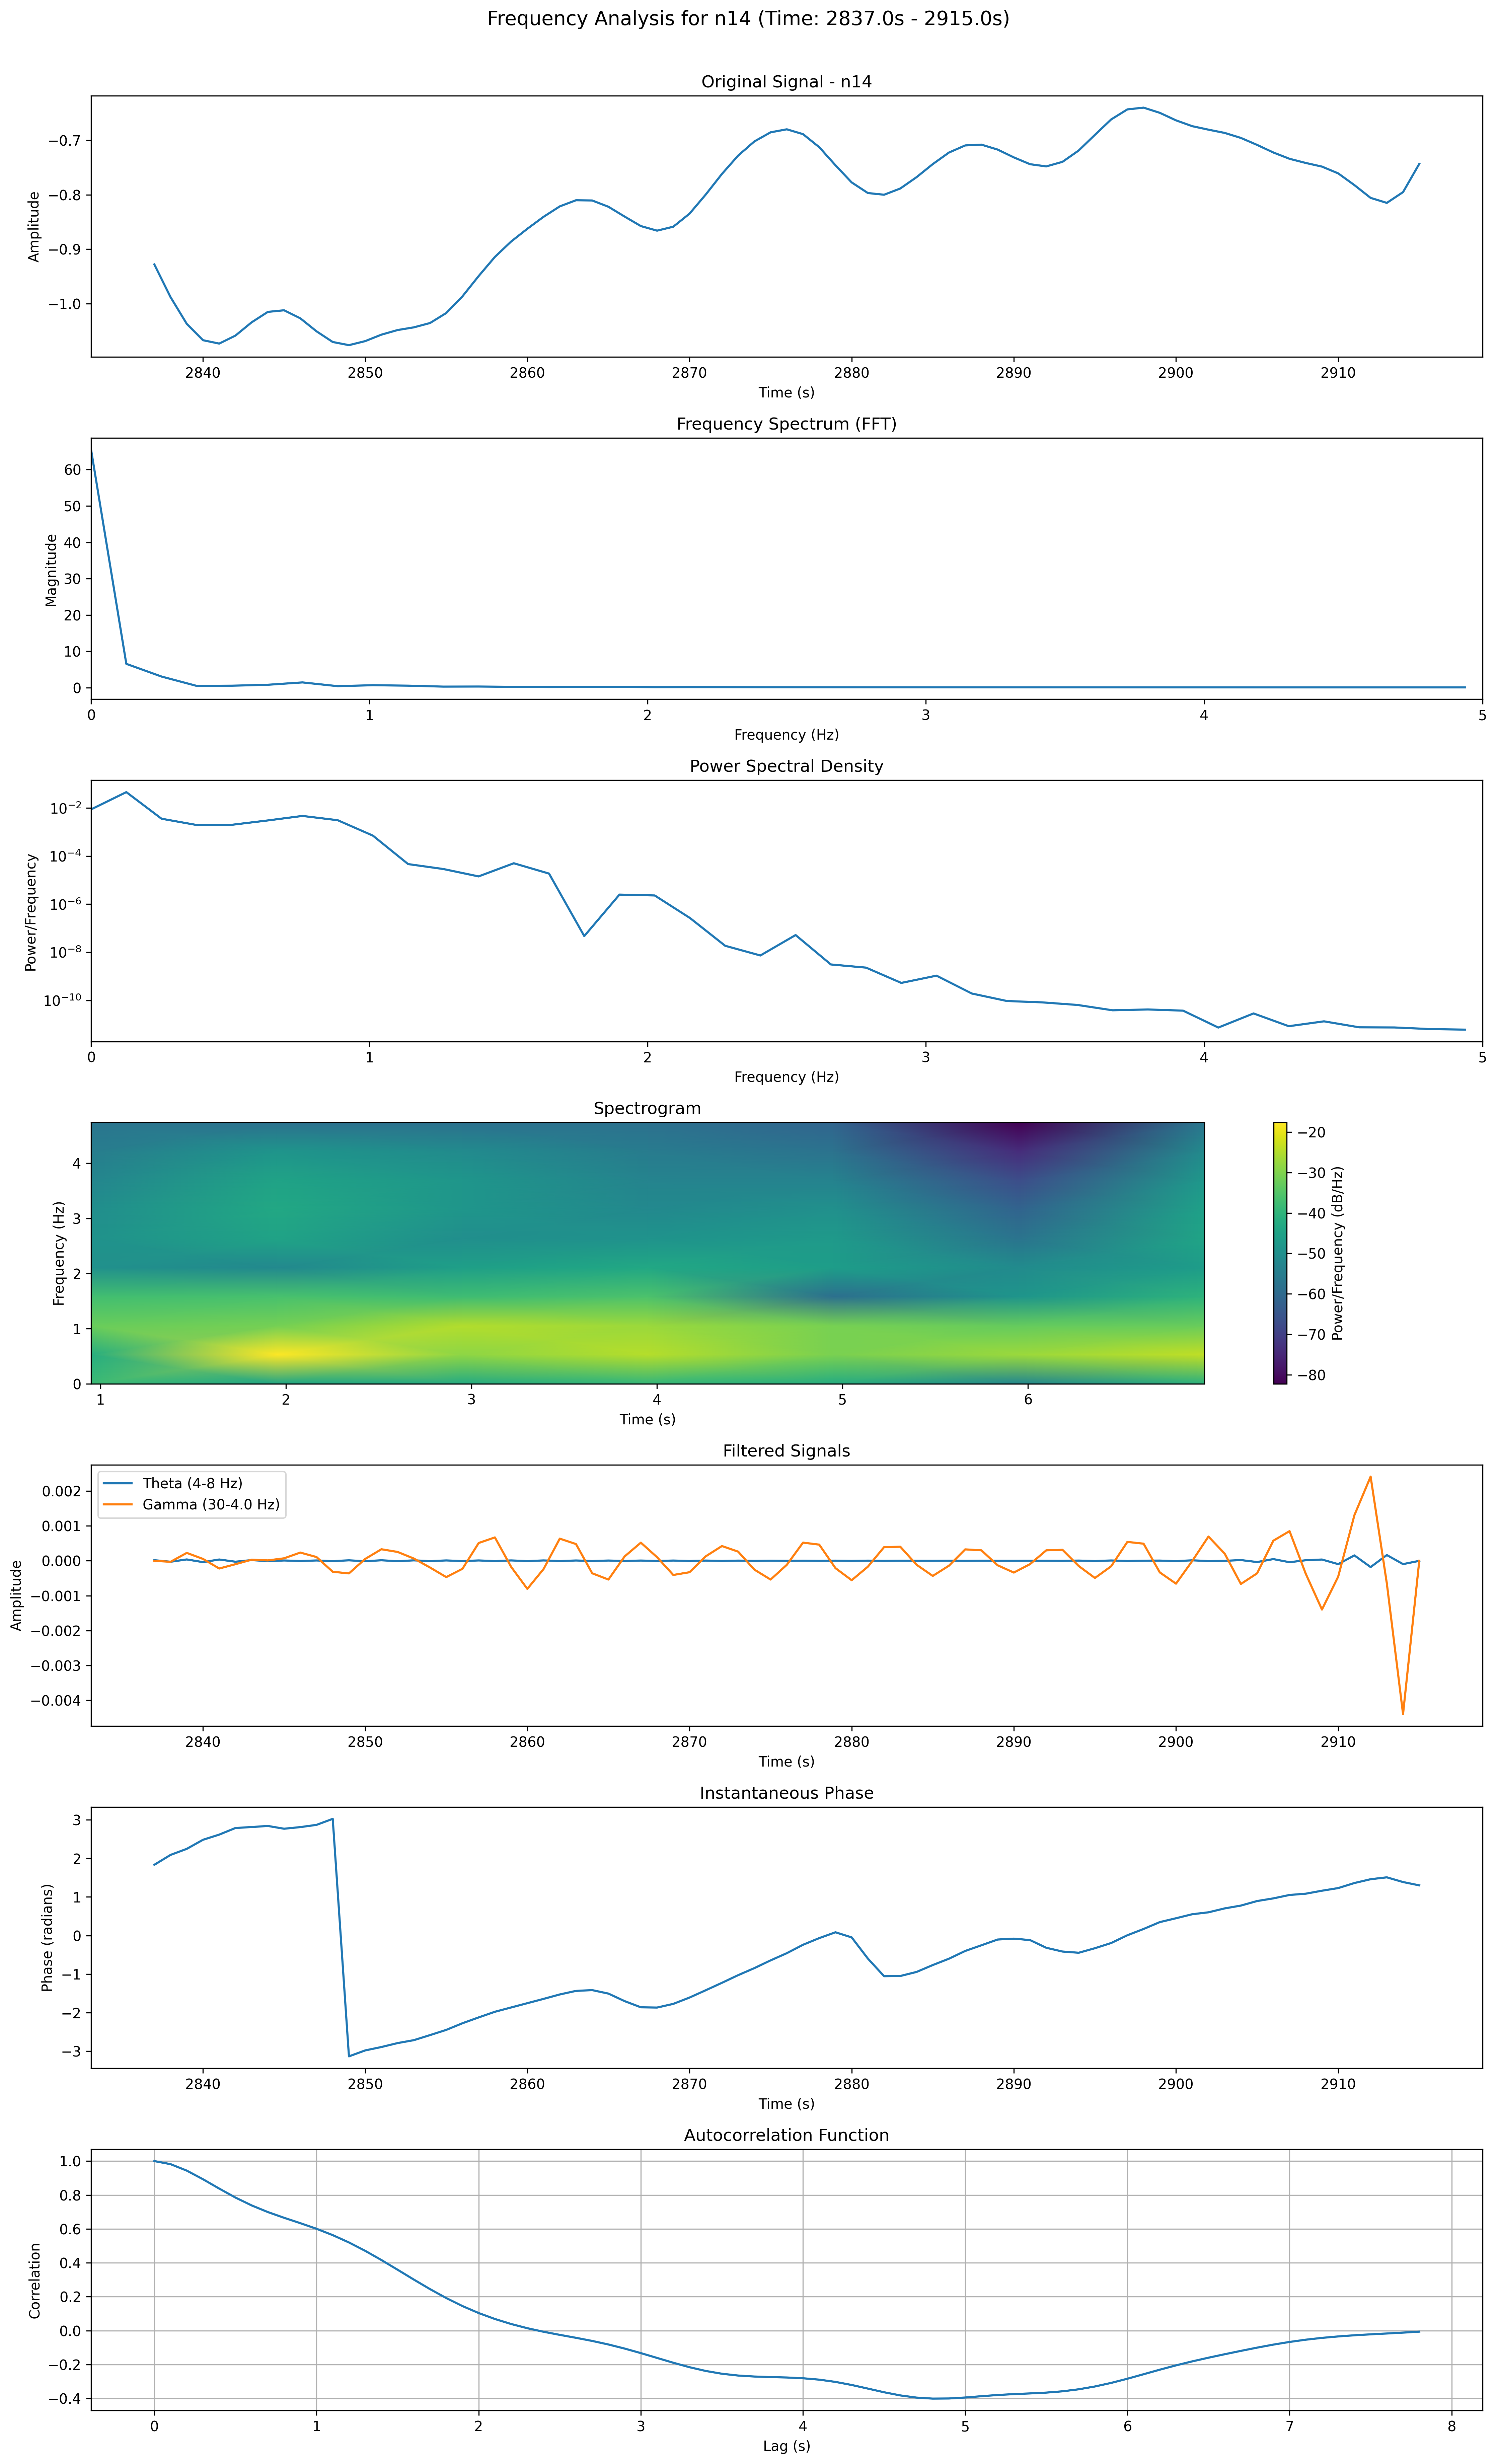 Frequency Analysis for n14 (Time: 2837.0s - 2915.0s)
Original Signal - n14
−0.7
−0.8
−0.9
−1.0
Amplitude
2840 2850 2860 2870 2880 2890 2900 2910
Time (s)
Frequency Spectrum (FFT)
60
50
40
30
20
10
0
Magnitude
0 1 2 3 4 5
Frequency (Hz)
Power Spectral Density
10⁻²
10⁻⁴
10⁻⁶
10⁻⁸
10⁻¹⁰
Power/Frequency
0 1 2 3 4 5
Frequency (Hz)
Spectrogram
4
3
2
1
0
Frequency (Hz)
1 2 3 4 5 6
Time (s)
−20
−30
−40
−50
−60
−70
−80
Power/Frequency (dB/Hz)
Filtered Signals
Theta (4-8 Hz)
Gamma (30-4.0 Hz)
0.002
0.001
0.000
−0.001
−0.002
−0.003
−0.004
Amplitude
2840 2850 2860 2870 2880 2890 2900 2910
Time (s)
Instantaneous Phase
3
2
1
0
−1
−2
−3
Phase (radians)
2840 2850 2860 2870 2880 2890 2900 2910
Time (s)
Autocorrelation Function
1.0
0.8
0.6
0.4
0.2
0.0
−0.2
−0.4
Correlation
0 1 2 3 4 5 6 7 8
Lag (s)